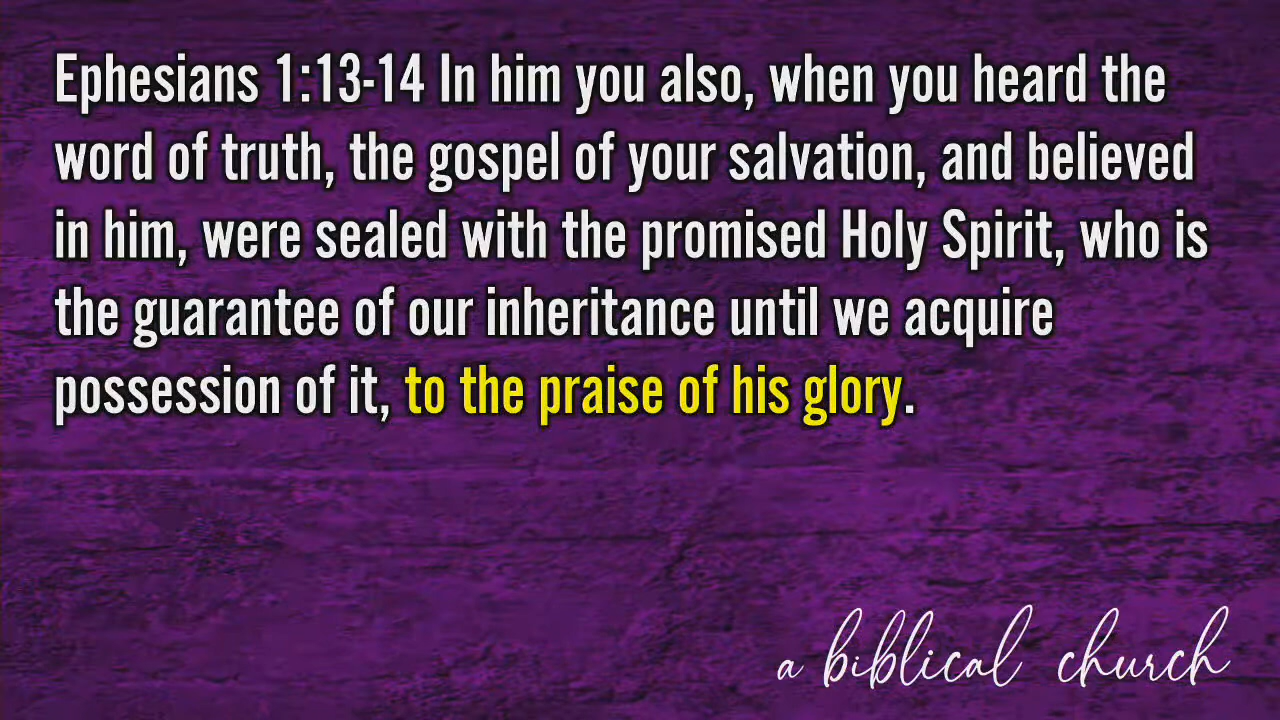 Ephesians 1:13-14 In him you also, when you heard the
word of truth, the gospel of your salvation, and believed
in him, were sealed with the promised Holy Spirit, who is
the guarantee of our inheritance until we acquire
possession of it, to the praise of his glory.
a biblical church